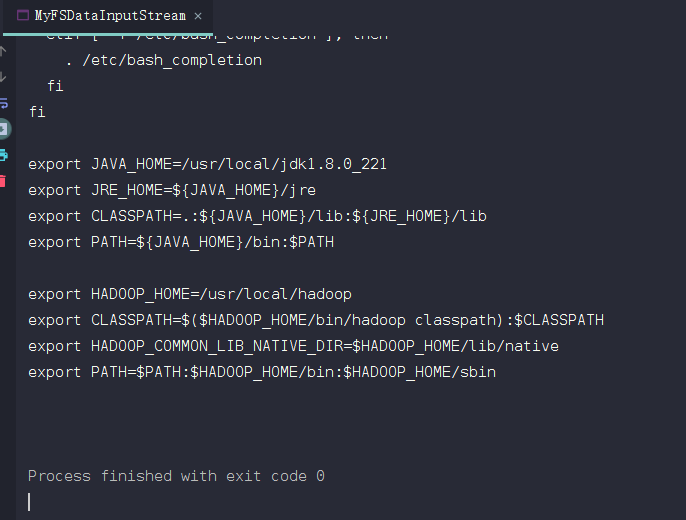 MyFSDataInputStream ×
/etc/bash_completion
. /etc/bash_completion
fi
fi
export JAVA_HOME=/usr/local/jdk1.8.0_221
export JRE_HOME=${JAVA_HOME}/jre
export CLASSPATH=.:${JAVA_HOME}/lib:${JRE_HOME}/lib
export PATH=${JAVA_HOME}/bin:$PATH
export HADOOP_HOME=/usr/local/hadoop
export CLASSPATH=$($HADOOP_HOME/bin/hadoop classpath):$CLASSPATH
export HADOOP_COMMON_LIB_NATIVE_DIR=$HADOOP_HOME/lib/native
export PATH=$PATH:$HADOOP_HOME/bin:$HADOOP_HOME/sbin
Process finished with exit code 0